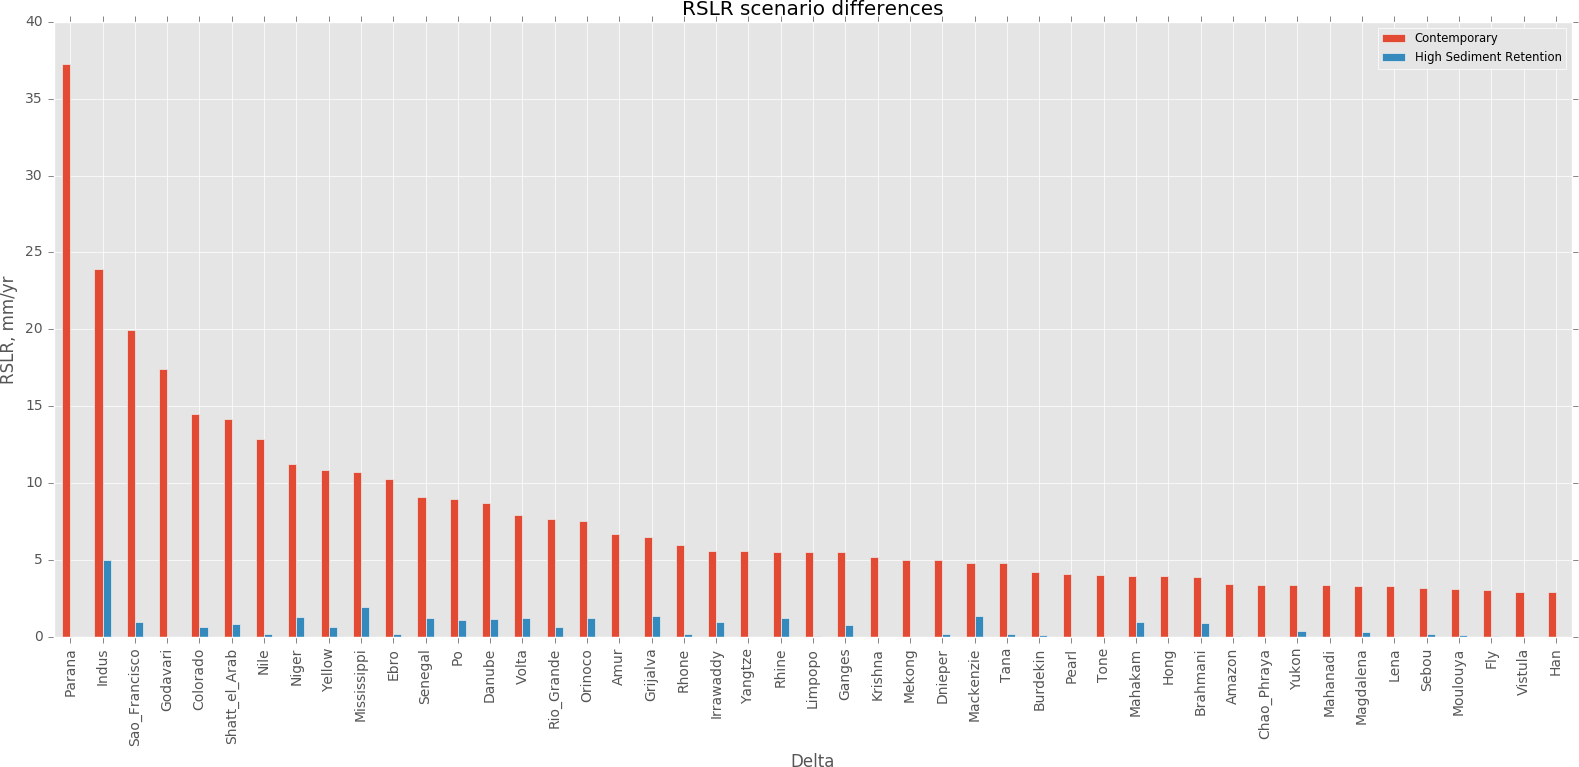 RSLR scenario differences
Contemporary
High Sediment Retention
RSLR, mm/yr
40
35
30
25
20
15
10
5
0
Parana
Indus
Sao_Francisco
Godavari
Colorado
Shatt_el_Arab
Nile
Niger
Yellow
Mississippi
Ebro
Senegal
Po
Danube
Volta
Rio_Grande
Orinoco
Amur
Grijalva
Rhone
Irrawaddy
Yangtze
Rhine
Limpopo
Ganges
Krishna
Mekong
Dnieper
Mackenzie
Tana
Burdekin
Pearl
Tone
Mahakam
Hong
Brahmani
Amazon
Chao_Phraya
Yukon
Mahanadi
Magdalena
Lena
Sebou
Moulouya
Fly
Vistula
Han
Delta